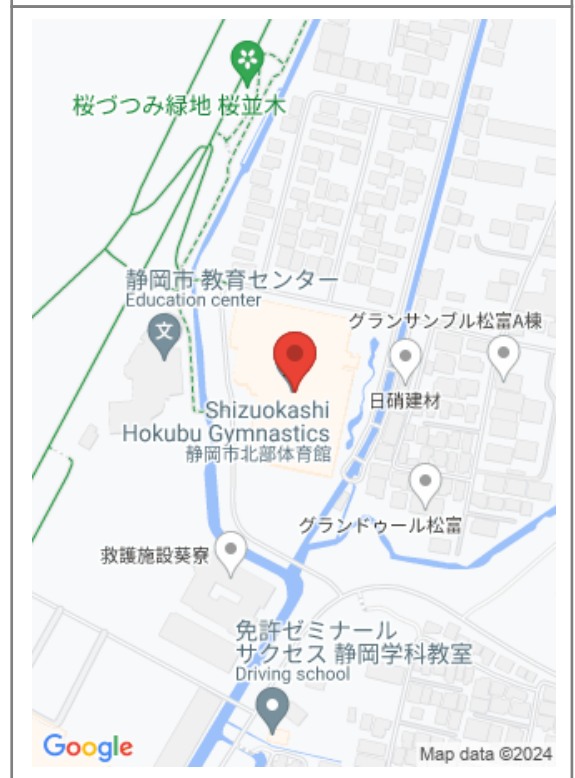 桜づつみ緑地 桜並木
静岡市 教育センター
Education center
グランサンブル松富A棟
日硝建材
Shizuokashi
Hokubu Gymnastics
静岡市北部体育館
グランドゥール松富
救護施設葵寮
免許ゼミナール
サクセス 静岡学科教室
Driving school
文
Google
Map data ©2024